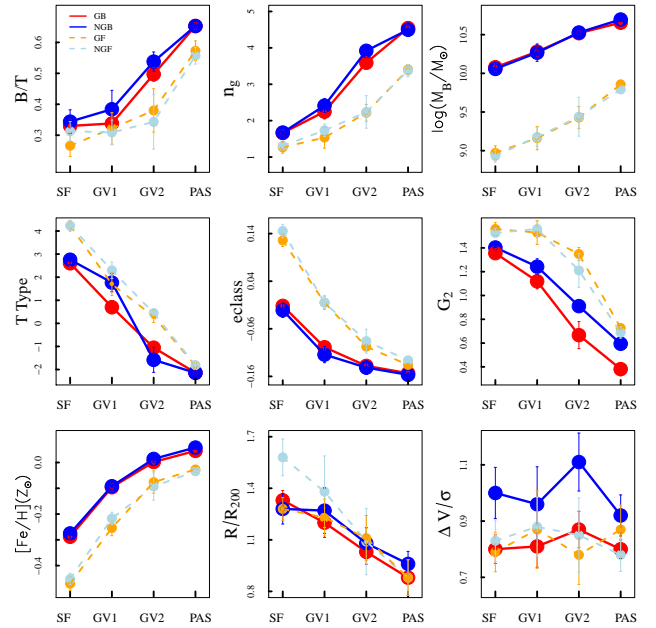 B/T
0.6
0.5
0.4
0.3
GB
NGB
GF
NGF
SF GV1 GV2 PAS
n_g
5
4
3
2
1
SF GV1 GV2 PAS
log(M_B/M_⊙)
10.5
10.0
9.5
9.0
SF GV1 GV2 PAS
T Type
4
3
2
1
0
−1
−2
SF GV1 GV2 PAS
eclass
0.14
0.04
−0.06
−0.16
SF GV1 GV2 PAS
G_2
1.4
1.2
1.0
0.8
0.6
0.4
SF GV1 GV2 PAS
[Fe/H](Z_⊙)
0.0
−0.2
−0.4
SF GV1 GV2 PAS
R/R_200
1.7
1.4
1.1
0.8
SF GV1 GV2 PAS
Δ V/σ
1.1
0.9
0.7
SF GV1 GV2 PAS